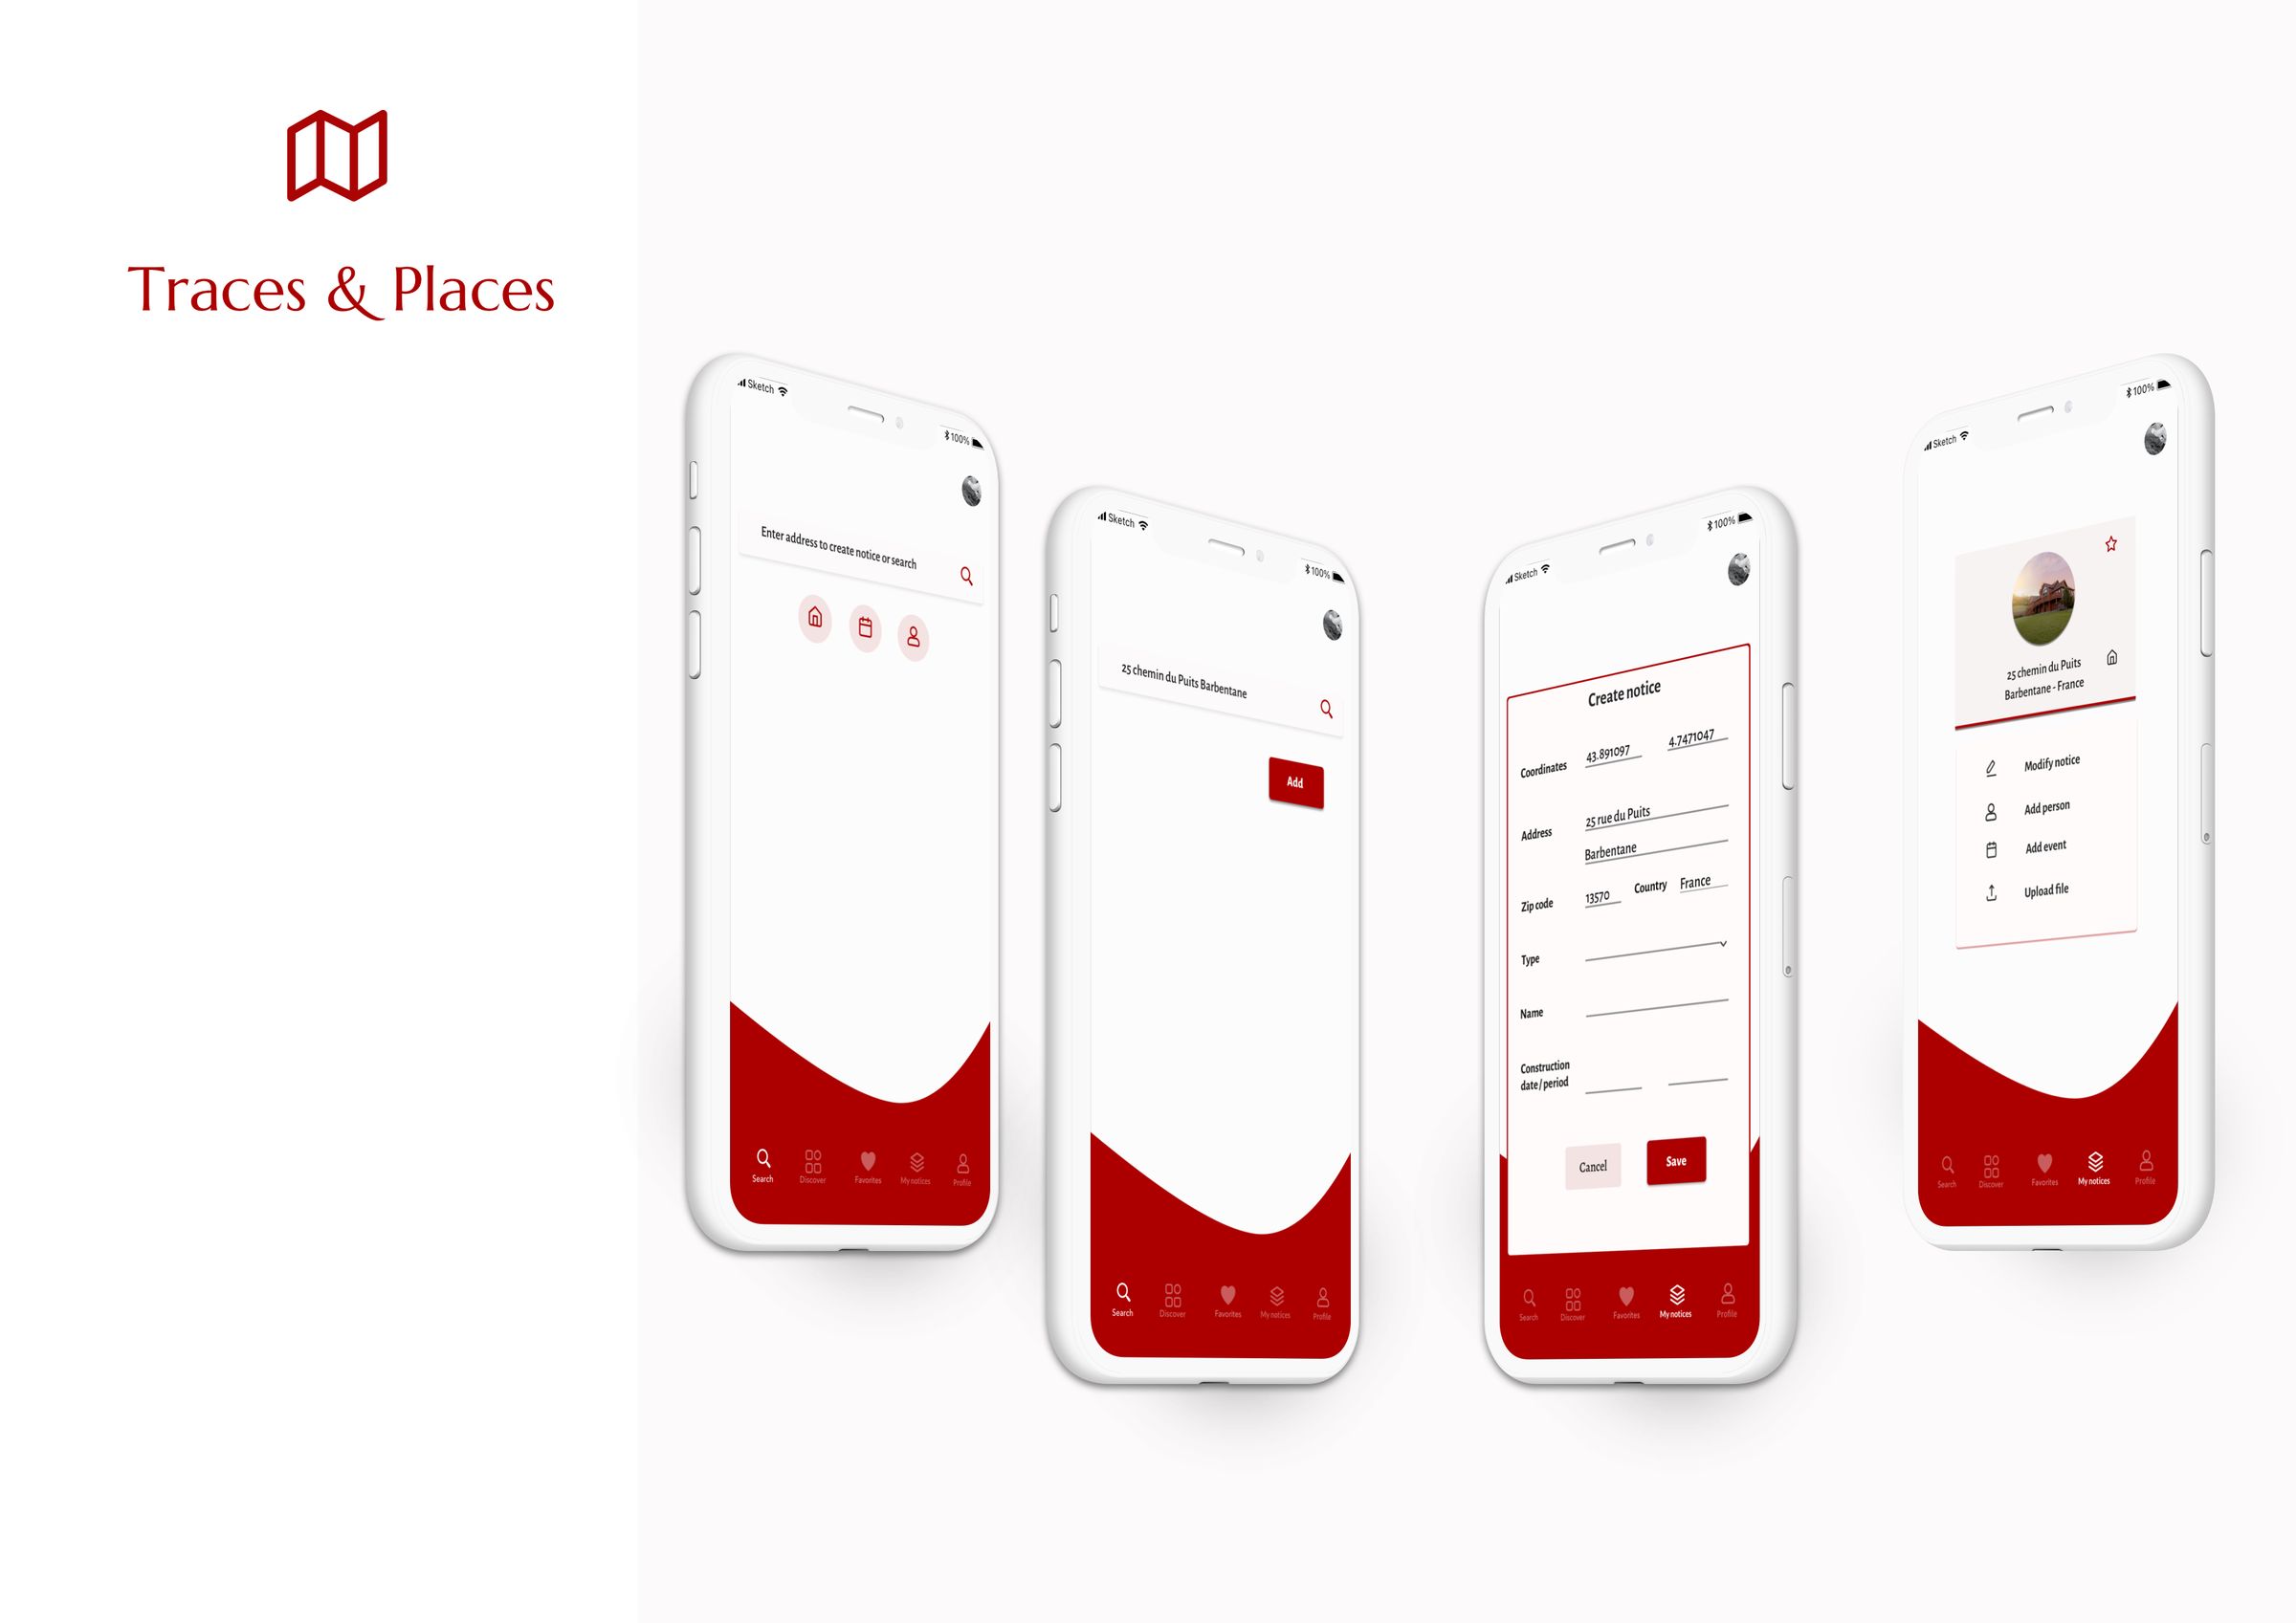 Traces & Places
Sketch
100%
Enter address to create notice or search
Search
Discover
Favorites
My notices
Profile
Sketch
100%
25 chemin du Puits Barbentane
Add
Search
Discover
Favorites
My notices
Profile
Sketch
100%
Create notice
Coordinates 43.891097 4.7471047
Address 25 rue du Puits
Barbentane
Zip code 13570 Country France
Type
Name
Construction
date/period
Cancel Save
Search
Discover
Favorites
My notices
Profile
Sketch
100%
25 chemin du Puits
Barbentane - France
Modify notice
Add person
Add event
Upload file
Search
Discover
Favorites
My notices
Profile